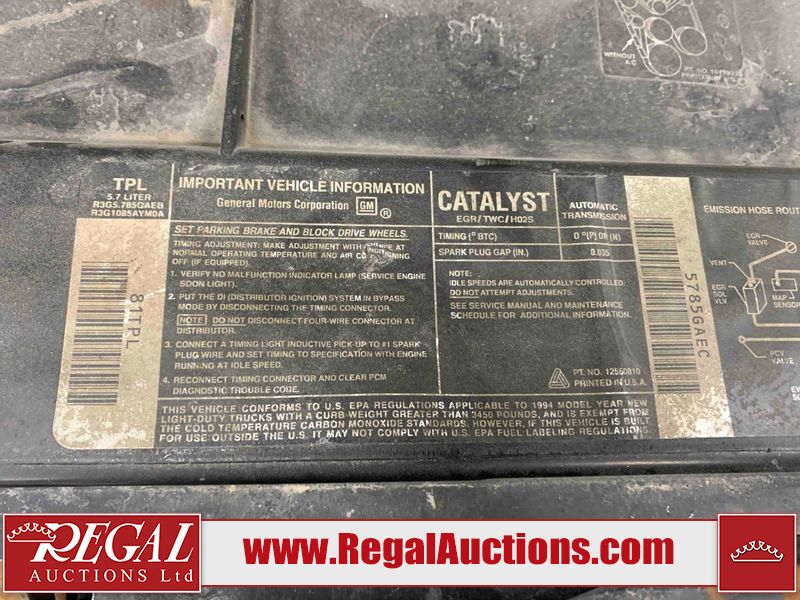 WITHOUT
A/C
PRINTED IN
TPL
5.7 LITER
R3G5.785GAEB
R3G1085AYM0A
81TPL
IMPORTANT VEHICLE INFORMATION
General Motors Corporation GM ®
SET PARKING BRAKE AND BLOCK DRIVE WHEELS.
TIMING ADJUSTMENT: MAKE ADJUSTMENT WITH ENGINE AT
NORMAL OPERATING TEMPERATURE AND AIR CONDITIONING
OFF (IF EQUIPPED).
1. VERIFY NO MALFUNCTION INDICATOR LAMP (SERVICE ENGINE
SOON LIGHT).
2. PUT THE DI (DISTRIBUTOR IGNITION) SYSTEM IN BYPASS
MODE BY DISCONNECTING THE TIMING CONNECTOR.
NOTE DO NOT DISCONNECT FOUR-WIRE CONNECTOR AT
DISTRIBUTOR.
3. CONNECT A TIMING LIGHT INDUCTIVE PICK-UP TO #1 SPARK
PLUG WIRE AND SET TIMING TO SPECIFICATION WITH ENGINE
RUNNING AT IDLE SPEED.
4. RECONNECT TIMING CONNECTOR AND CLEAR PCM
DIAGNOSTIC TROUBLE CODE.
CATALYST
EGR/TWC/HO2S
AUTOMATIC
TRANSMISSION
TIMING (° BTC) 0 °(P) OR (N)
SPARK PLUG GAP (IN.) 0.035
NOTE:
IDLE SPEEDS ARE AUTOMATICALLY CONTROLLED.
DO NOT ATTEMPT ADJUSTMENTS.
SEE SERVICE MANUAL AND MAINTENANCE
SCHEDULE FOR ADDITIONAL INFORMATION
PT. NO. 12550810
PRINTED IN U.S.A.
THIS VEHICLE CONFORMS TO U.S. EPA REGULATIONS APPLICABLE TO 1994 MODEL YEAR NEW
LIGHT-DUTY TRUCKS WITH A CURB-WEIGHT GREATER THAN 3450 POUNDS, AND IS EXEMPT FROM
THE COLD TEMPERATURE CARBON MONOXIDE STANDARDS. HOWEVER, IF THIS VEHICLE IS BUILT
FOR USE OUTSIDE THE U.S. IT MAY NOT COMPLY WITH U.S. EPA FUEL LABELING REGULATIONS.
5785GAEC
EMISSION HOSE ROUT
EGR
VALVE
VENT
EGR
SOL
VLV
MAP
SENSOR
PCV
VALVE
REGAL
AUCTIONS Ltd
www.RegalAuctions.com